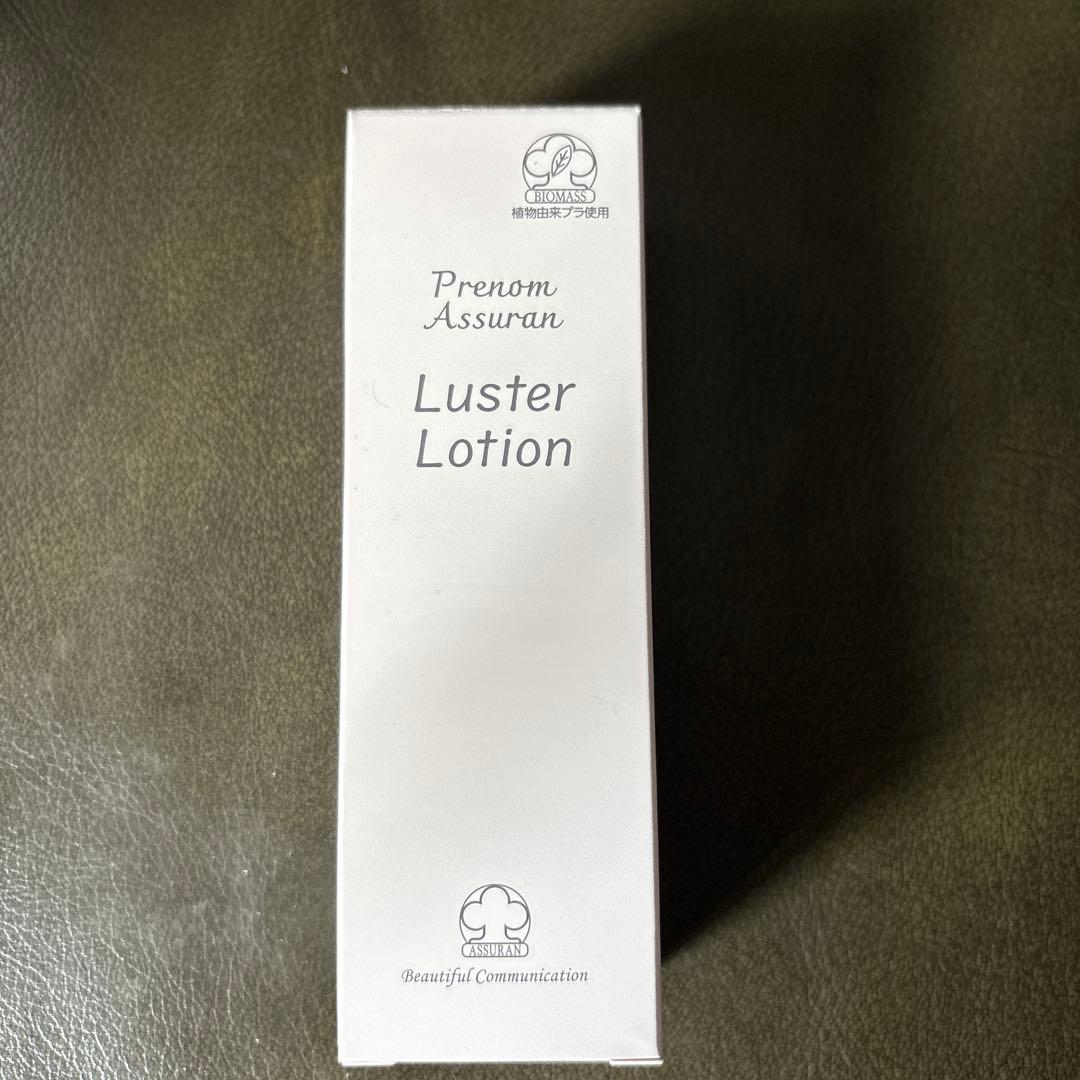 BIOMASS
植物由来プラ使用
Prenom
Assuran
Luster
Lotion
ASSURAN
Beautiful Communication